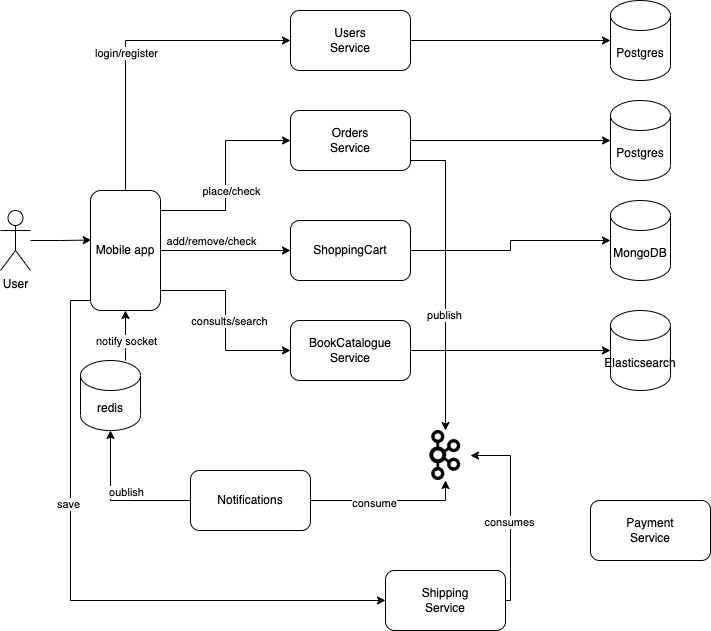 Users
Service
Postgres
login/register
Orders
Service
Postgres
place/check
Mobile app
User
add/remove/check
ShoppingCart
MongoDB
consults/search
BookCatalogue
Service
Elasticsearch
publish
notify socket
redis
oublish
Notifications
consume
save
consumes
Payment
Service
Shipping
Service